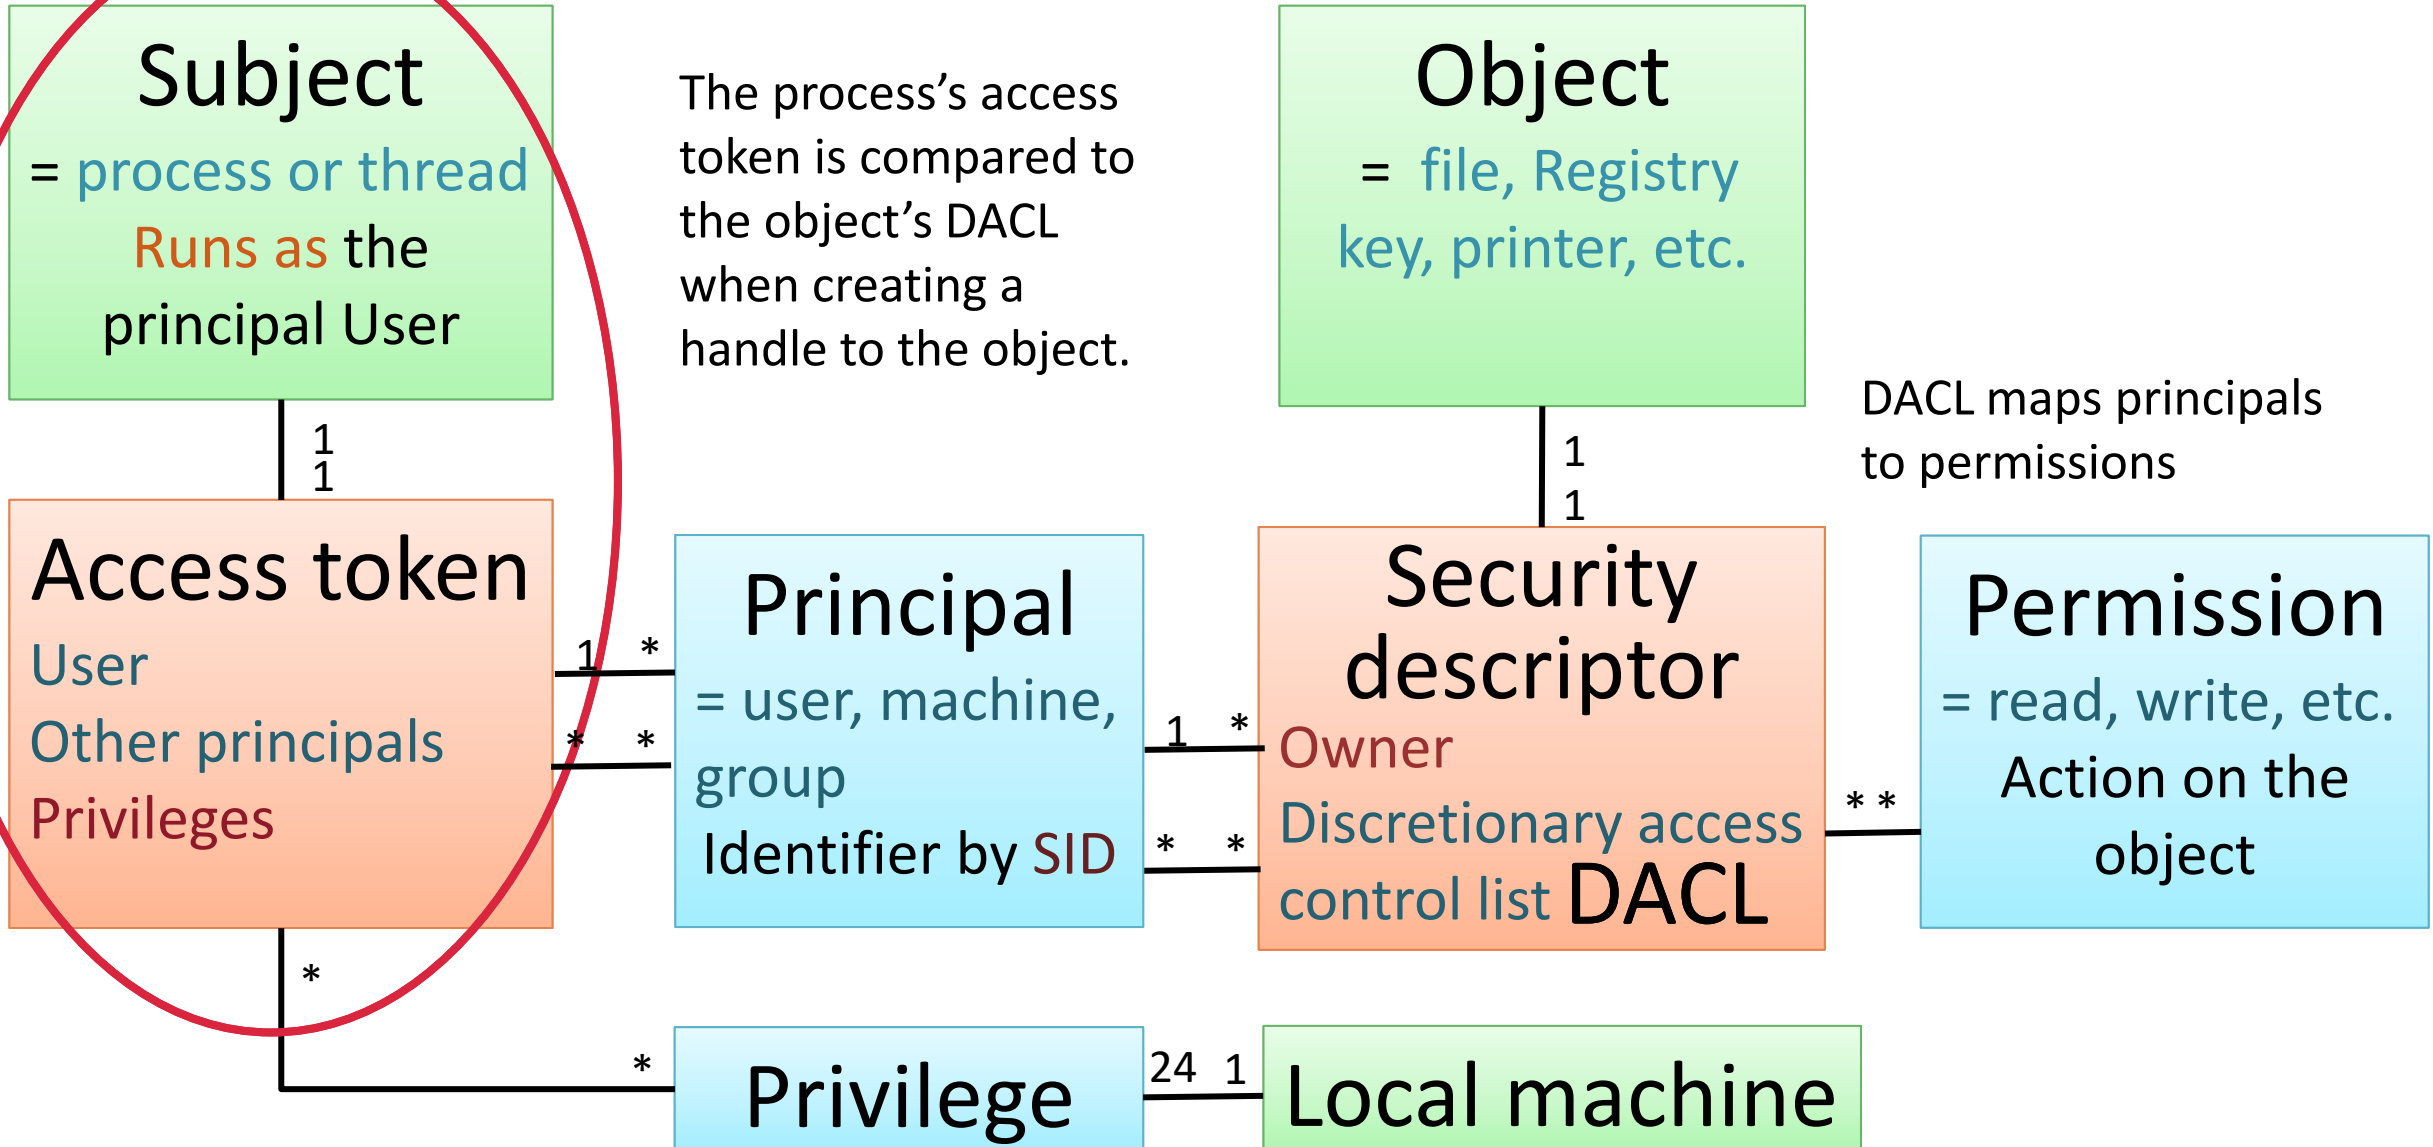 Subject
= process or thread
Runs as the
principal User
The process’s access
token is compared to
the object’s DACL
when creating a
handle to the object.
Object
= file, Registry
key, printer, etc.
DACL maps principals
to permissions
1
1
1
1
Access token
User
Other principals
Privileges
1 *
* *
Principal
= user, machine,
group
Identifier by SID
1 *
* *
Security
descriptor
Owner
Discretionary access
control list DACL
* *
Permission
= read, write, etc.
Action on the
object
*
*
Privilege
24 1
Local machine